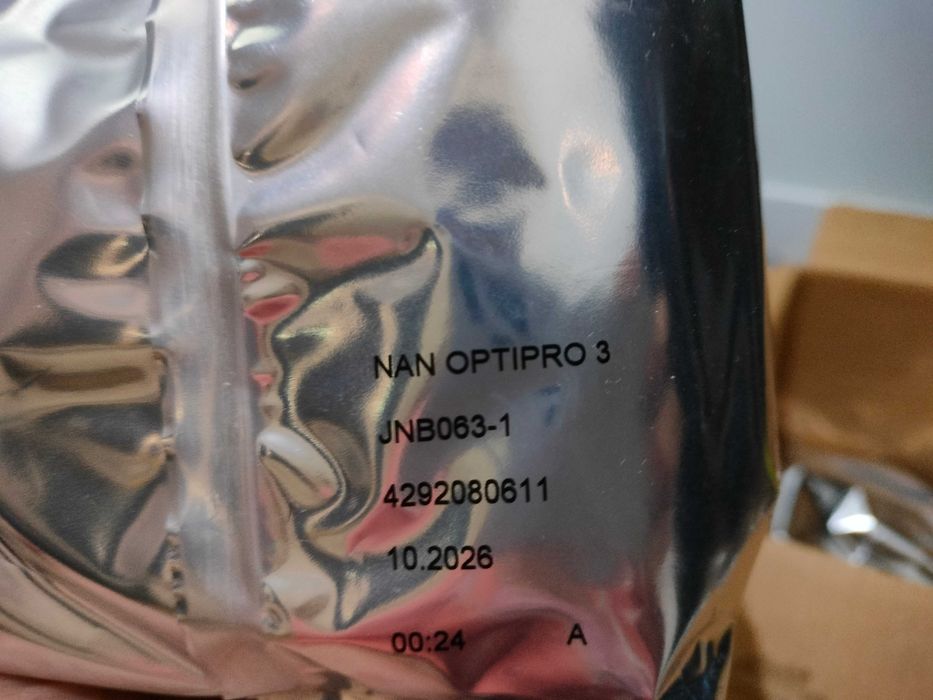 NAN OPTIPRO 3
JNB063-1
4292080611
10.2026
00:24 A